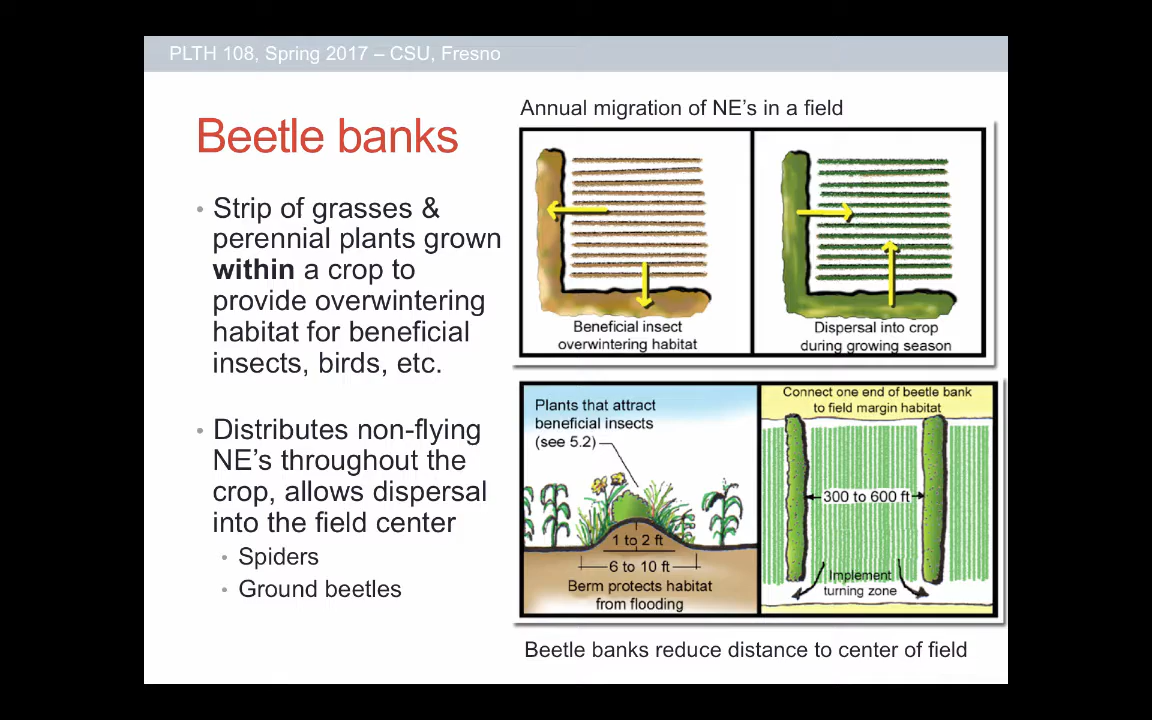 PLTH 108, Spring 2017 – CSU, Fresno
Beetle banks
• Strip of grasses &
perennial plants grown
within a crop to
provide overwintering
habitat for beneficial
insects, birds, etc.
• Distributes non-flying
NE's throughout the
crop, allows dispersal
into the field center
• Spiders
• Ground beetles
Annual migration of NE's in a field
Beneficial insect
overwintering habitat
Dispersal into crop
during growing season
Plants that attract
beneficial insects
(see 5.2)
1 to 2 ft
6 to 10 ft
Berm protects habitat
from flooding
Connect one end of beetle bank
to field margin habitat
300 to 600 ft
Implement
turning zone
Beetle banks reduce distance to center of field